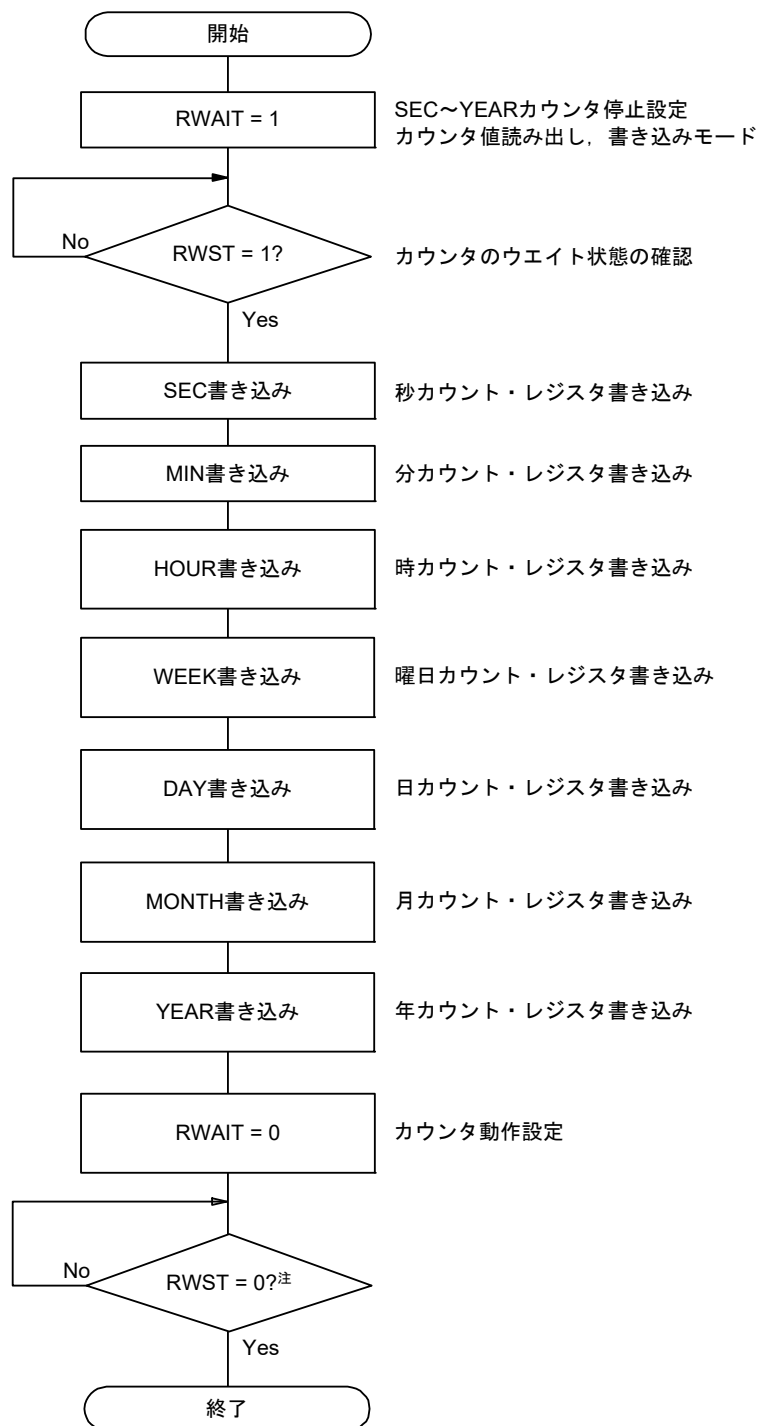 開始
RWAIT = 1
SEC～YEARカウンタ停止設定
カウンタ値読み出し，書き込みモード
No
RWST = 1?
カウンタのウエイト状態の確認
Yes
SEC書き込み
秒カウント・レジスタ書き込み
MIN書き込み
分カウント・レジスタ書き込み
HOUR書き込み
時カウント・レジスタ書き込み
WEEK書き込み
曜日カウント・レジスタ書き込み
DAY書き込み
日カウント・レジスタ書き込み
MONTH書き込み
月カウント・レジスタ書き込み
YEAR書き込み
年カウント・レジスタ書き込み
RWAIT = 0
カウンタ動作設定
No
RWST = 0?注
Yes
終了